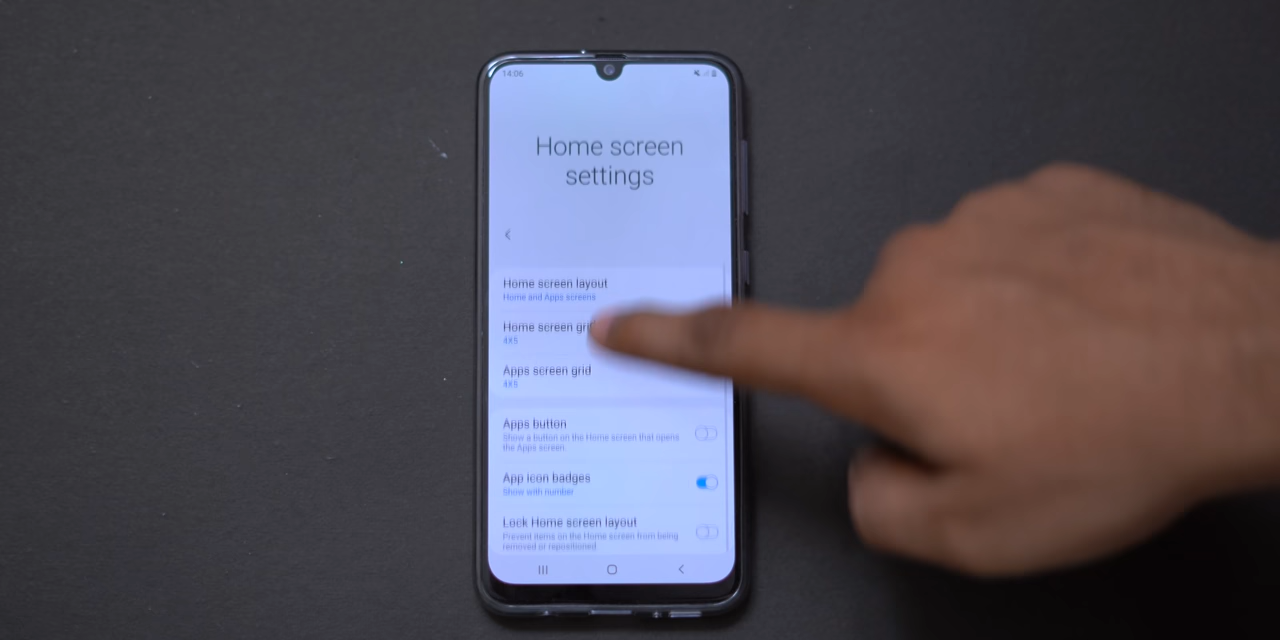 14:06
Home screen
settings
Home screen layout
Home and Apps screens
Home screen gri
4X5
Apps screen grid
4X5
Apps button
Show a button on the Home screen that opens
the Apps screen.
App icon badges
Show with number
Lock Home screen layout
Prevent items on the Home screen from being
removed or repositioned.